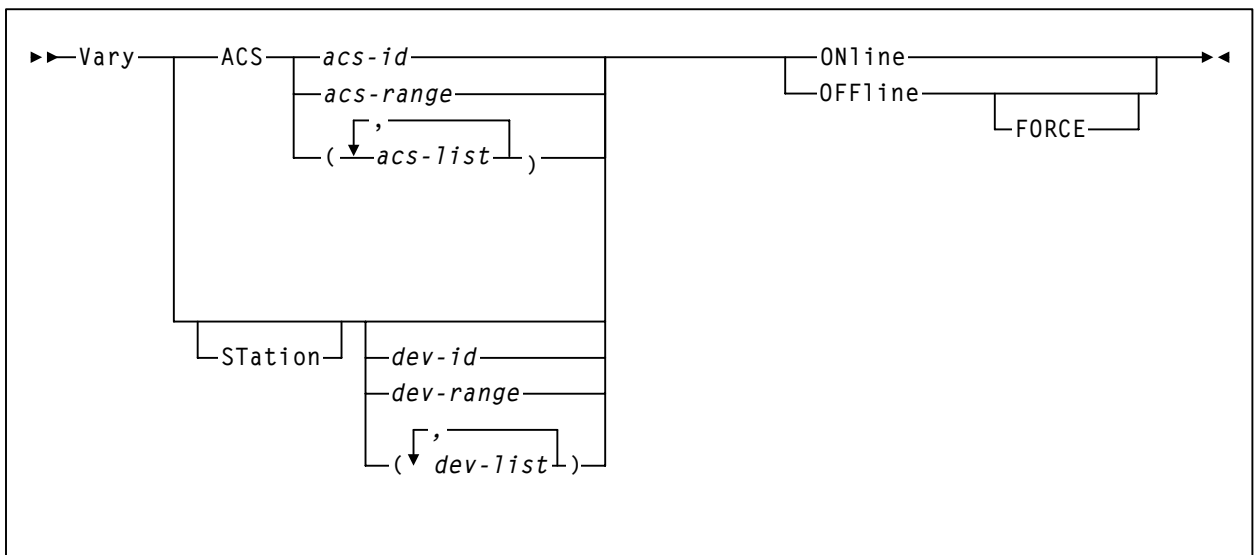 Vary ACS acs-id ONline
acs-range OFFline
, FORCE
( acs-list )
STation dev-id
dev-range
,
( dev-list )